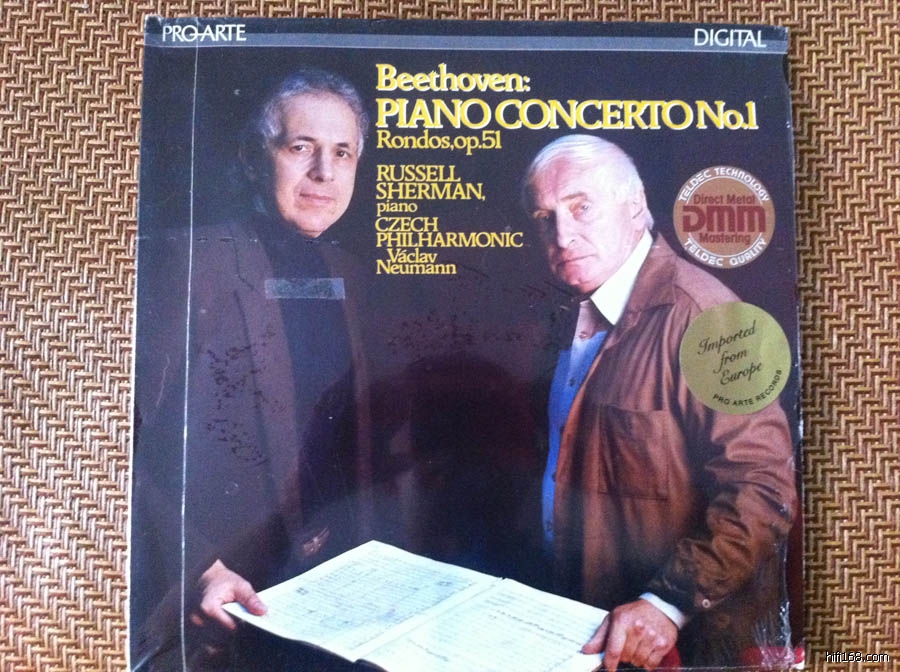 PRO-ARTE
DIGITAL
Beethoven:
PIANO CONCERTO No.1
Rondos,op.51
RUSSELL
SHERMAN,
piano
CZECH
PHILHARMONIC
Václav
Neumann
TELDEC TECHNOLOGY
Direct Metal
DMM
Mastering
TELDEC QUALITY
Imported
from
Europe
PRO ARTE RECORDS
hifi168.com